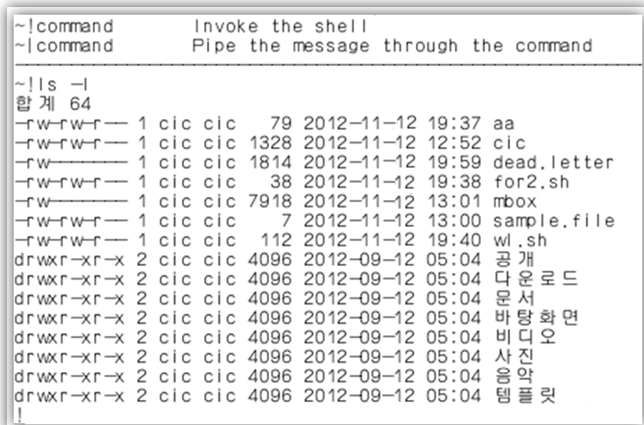 ~!command        Invoke the shell
~|command        Pipe the message through the command
~!ls -l
합계 64
-rw-rw-r-- 1 cic cic   79 2012-11-12 19:37 aa
-rw-rw-r-- 1 cic cic 1328 2012-11-12 12:52 cic
-rw------- 1 cic cic 1814 2012-11-12 19:59 dead.letter
-rw-rw-r-- 1 cic cic   38 2012-11-12 19:38 for2.sh
-rw------- 1 cic cic 7918 2012-11-12 13:01 mbox
-rw-rw-r-- 1 cic cic    7 2012-11-12 13:00 sample.file
-rw-rw-r-- 1 cic cic  112 2012-11-12 19:40 wl.sh
drwxr-xr-x 2 cic cic 4096 2012-09-12 05:04 공개
drwxr-xr-x 2 cic cic 4096 2012-09-12 05:04 다운로드
drwxr-xr-x 2 cic cic 4096 2012-09-12 05:04 문서
drwxr-xr-x 2 cic cic 4096 2012-09-12 05:04 바탕화면
drwxr-xr-x 2 cic cic 4096 2012-09-12 05:04 비디오
drwxr-xr-x 2 cic cic 4096 2012-09-12 05:04 사진
drwxr-xr-x 2 cic cic 4096 2012-09-12 05:04 음악
drwxr-xr-x 2 cic cic 4096 2012-09-12 05:04 템플릿
!